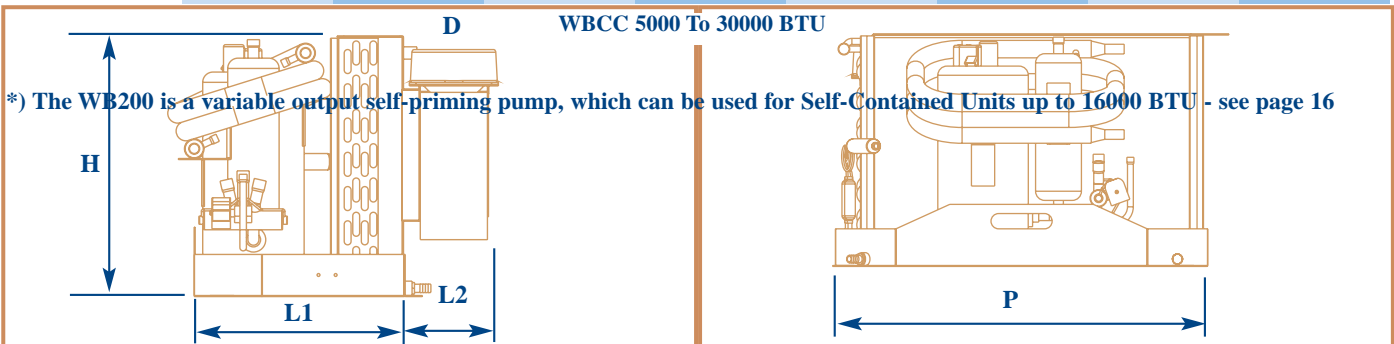 D
WBCC 5000 To 30000 BTU
*) The WB200 is a variable output self-priming pump, which can be used for Self-Contained Units up to 16000 BTU - see page 16
H
L1
L2
P